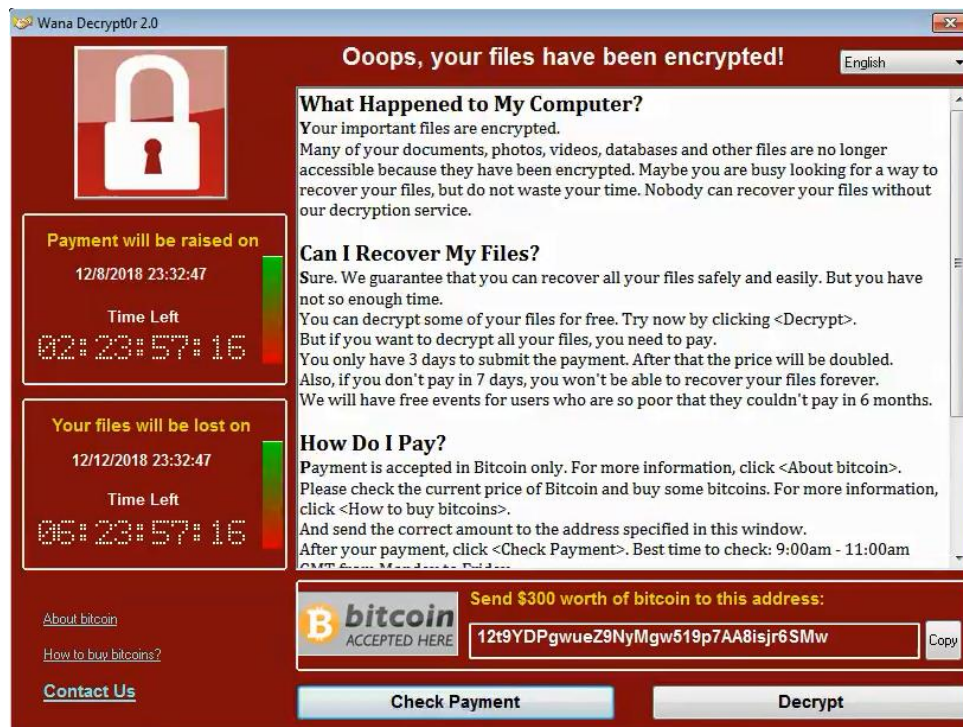 Wana Decrypt0r 2.0
Ooops, your files have been encrypted!
English
What Happened to My Computer?
Your important files are encrypted.
Many of your documents, photos, videos, databases and other files are no longer
accessible because they have been encrypted. Maybe you are busy looking for a way to
recover your files, but do not waste your time. Nobody can recover your files without
our decryption service.
Can I Recover My Files?
Sure. We guarantee that you can recover all your files safely and easily. But you have
not so enough time.
You can decrypt some of your files for free. Try now by clicking <Decrypt>.
But if you want to decrypt all your files, you need to pay.
You only have 3 days to submit the payment. After that the price will be doubled.
Also, if you don't pay in 7 days, you won't be able to recover your files forever.
We will have free events for users who are so poor that they couldn't pay in 6 months.
How Do I Pay?
Payment is accepted in Bitcoin only. For more information, click <About bitcoin>.
Please check the current price of Bitcoin and buy some bitcoins. For more information,
click <How to buy bitcoins>.
And send the correct amount to the address specified in this window.
After your payment, click <Check Payment>. Best time to check: 9:00am - 11:00am
GMT from Monday to Friday.
Payment will be raised on
12/8/2018 23:32:47
Time Left
02:23:57:16
Your files will be lost on
12/12/2018 23:32:47
Time Left
06:23:57:16
About bitcoin
How to buy bitcoins?
Contact Us
bitcoin
ACCEPTED HERE
Send $300 worth of bitcoin to this address:
12t9YDPgwueZ9NyMgw519p7AA8isjr6SMw
Copy
Check Payment
Decrypt